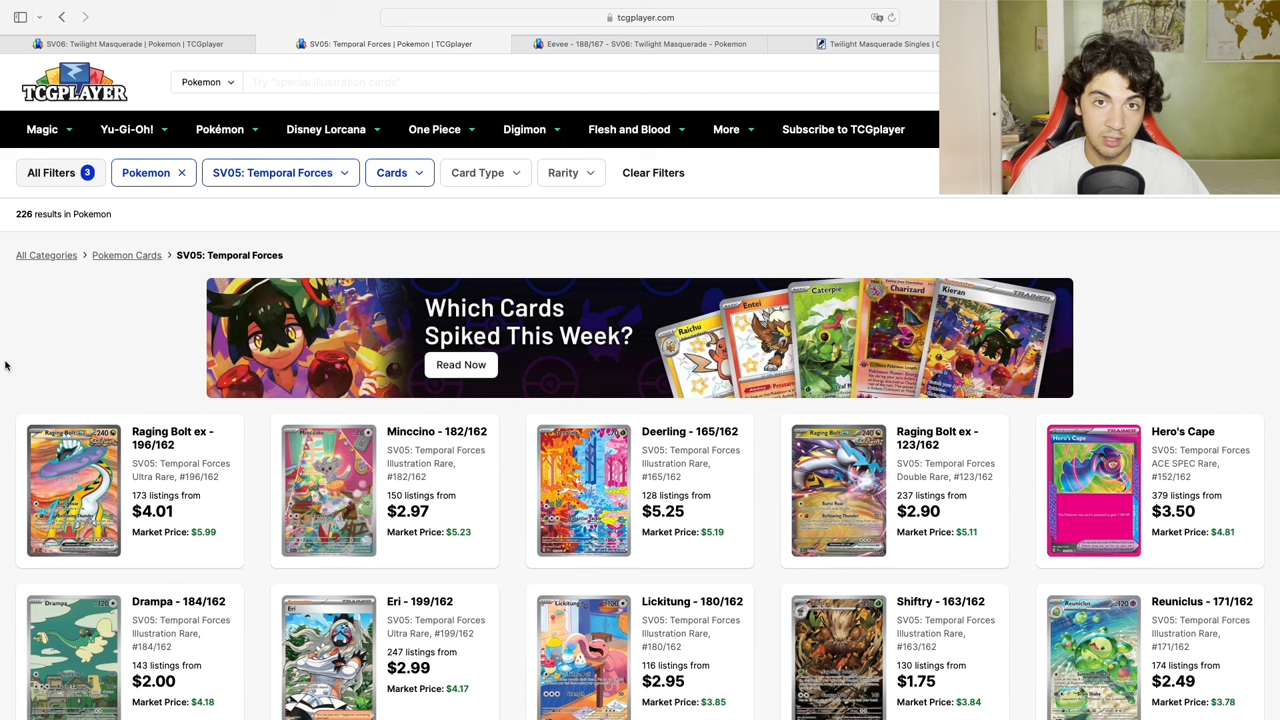 tcgplayer.com
SV06: Twilight Masquerade | Pokemon | TCGplayer
SV05: Temporal Forces | Pokemon | TCGplayer
Eevee - 188/167 - SV06: Twilight Masquerade - Pokemon
Twilight Masquerade Singles | C
TCGPLAYER
Pokemon
Try "special illustration cards"
Magic
Yu-Gi-Oh!
Pokémon
Disney Lorcana
One Piece
Digimon
Flesh and Blood
More
Subscribe to TCGplayer
All Filters 3
Pokemon
SV05: Temporal Forces
Cards
Card Type
Rarity
Clear Filters
226 results in Pokemon
All Categories > Pokemon Cards > SV05: Temporal Forces
Which Cards
Spiked This Week?
Read Now
Raichu
Entei
Caterpie
Charizard
Kieran
TRAINER
Raging Bolt ex -
196/162
SV05: Temporal Forces
Ultra Rare, #196/162
173 listings from
$4.01
Market Price: $5.99
Minccino - 182/162
SV05: Temporal Forces
Illustration Rare,
#182/162
150 listings from
$2.97
Market Price: $5.23
Deerling - 165/162
SV05: Temporal Forces
Illustration Rare,
#165/162
128 listings from
$5.25
Market Price: $5.19
Raging Bolt ex -
123/162
SV05: Temporal Forces
Double Rare, #123/162
237 listings from
$2.90
Market Price: $5.11
Hero's Cape
SV05: Temporal Forces
ACE SPEC Rare,
#152/162
379 listings from
$3.50
Market Price: $4.81
Drampa - 184/162
SV05: Temporal Forces
Illustration Rare,
#184/162
143 listings from
$2.00
Market Price: $4.18
Eri - 199/162
SV05: Temporal Forces
Ultra Rare, #199/162
247 listings from
$2.99
Market Price: $4.17
Lickitung - 180/162
SV05: Temporal Forces
Illustration Rare,
#180/162
116 listings from
$2.95
Market Price: $3.85
Shiftry - 163/162
SV05: Temporal Forces
Illustration Rare,
#163/162
130 listings from
$1.75
Market Price: $3.84
Reuniclus - 171/162
SV05: Temporal Forces
Illustration Rare,
#171/162
174 listings from
$2.49
Market Price: $3.78